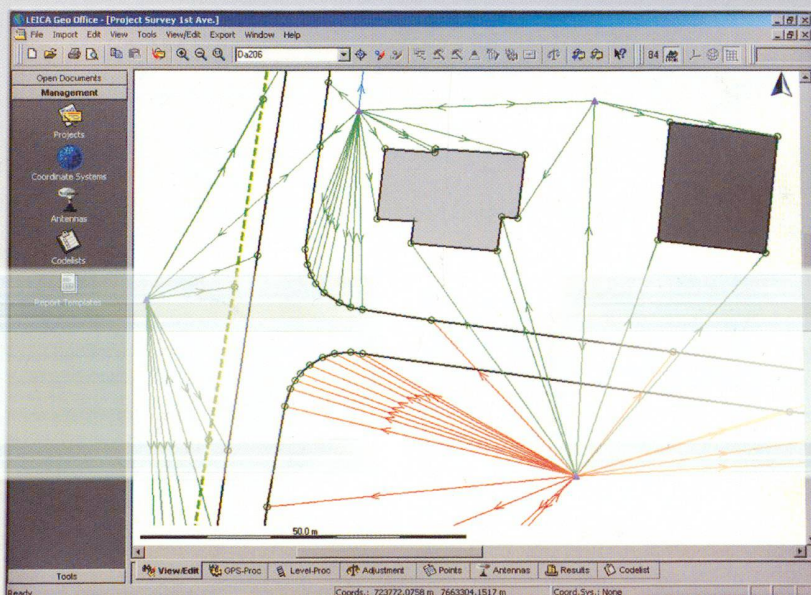 LEICA Geo Office - [Project Survey 1st Ave.]
File Import Edit View Tools View/Edit Export Window Help
Da206
84
Open Documents
Management
Projects
Coordinate Systems
Antennas
Codelists
Report Templates
50.0 m
Tools
View/Edit GPS-Proc Level-Proc Adjustment Points Antennas Results Codelist
Ready Coords.: 723772.0758 m 7663304.1517 m Coord.Sys.: None